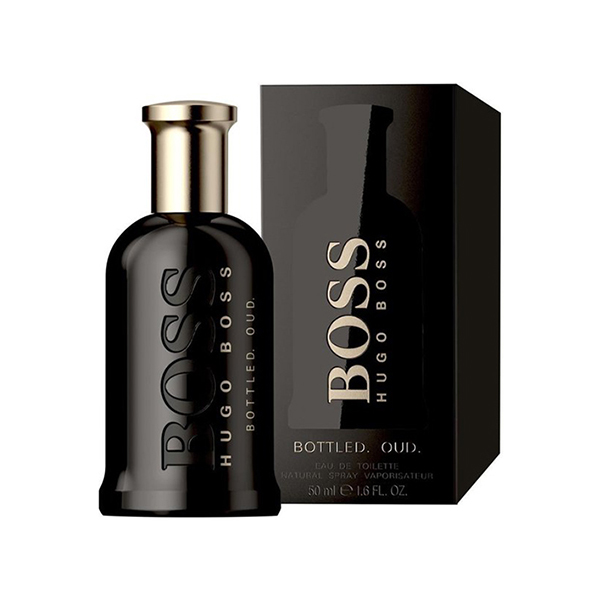 BOSS
HUGO BOSS
BOTTLED. OUD.
BOSS
HUGO BOSS
BOTTLED. OUD.
EAU DE TOILETTE
NATURAL SPRAY VAPORISATEUR
50 ml ℮ 1.6 FL. OZ.